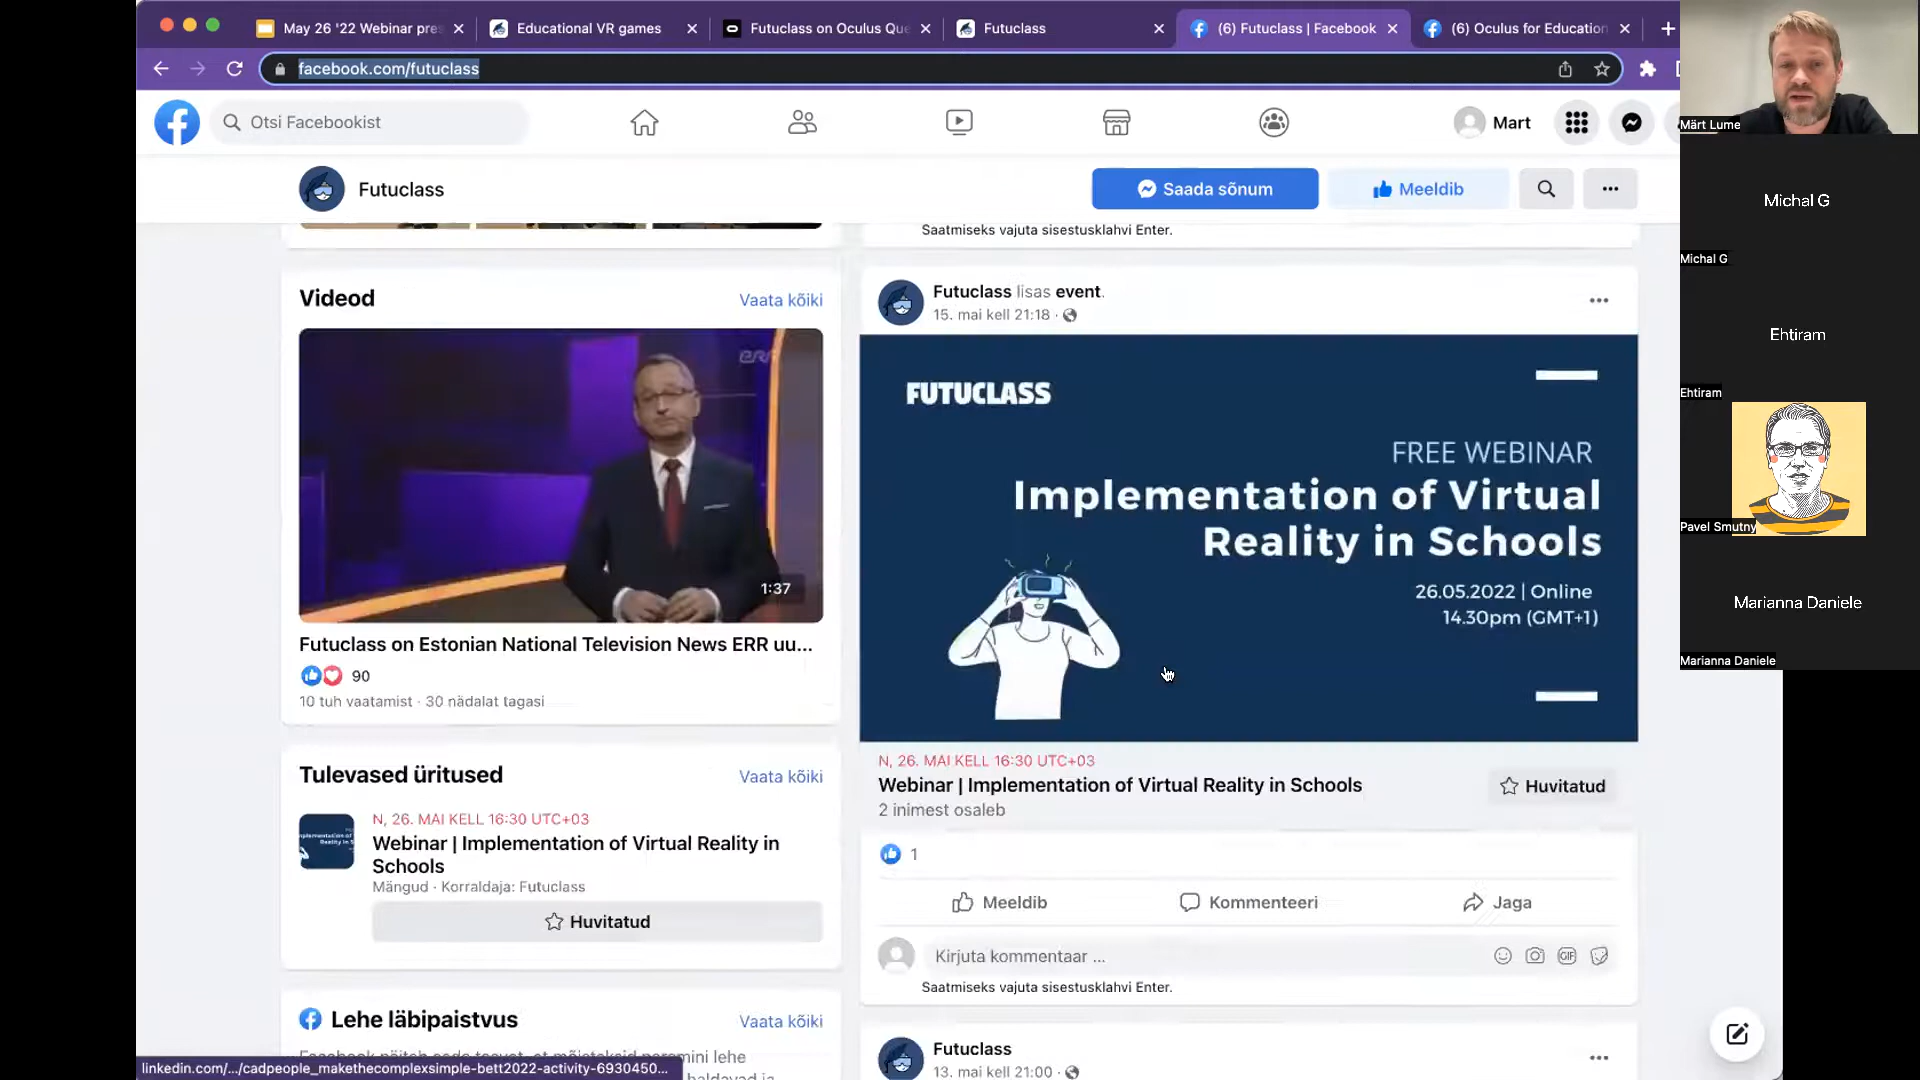 May 26 '22 Webinar pre
Educational VR games
Futuclass on Oculus Que
Futuclass
(6) Futuclass | Facebook
(6) Oculus for Education
facebook.com/futuclass
Otsi Facebookist
Mart
Futuclass
Saada sõnum
Meeldib
Saatmiseks vajuta sisestusklahvi Enter.
Videod
Vaata kõiki
err
1:37
Futuclass on Estonian National Television News ERR uu...
90
10 tuh vaatamist · 30 nädalat tagasi
Tulevased üritused
Vaata kõiki
N, 26. MAI KELL 16:30 UTC+03
Webinar | Implementation of Virtual Reality in
Schools
Mängud · Korraldaja: Futuclass
Huvitatud
Lehe läbipaistvus
Vaata kõiki
linkedin.com/.../cadpeople_makethecomplexsimple-bett2022-activity-6930450...
Futuclass lisas event.
15. mai kell 21:18 ·
FUTUCLASS
FREE WEBINAR
Implementation of Virtual
Reality in Schools
26.05.2022 | Online
14.30pm (GMT+1)
N, 26. MAI KELL 16:30 UTC+03
Webinar | Implementation of Virtual Reality in Schools
2 inimest osaleb
Huvitatud
1
Meeldib
Kommenteeri
Jaga
Kirjuta kommentaar ...
GIF
Saatmiseks vajuta sisestusklahvi Enter.
Futuclass
13. mai kell 21:00 ·
Märt Lume
Michal G
Michal G
Ehtiram
Ehtiram
Pavel Smutny
Marianna Daniele
Marianna Daniele